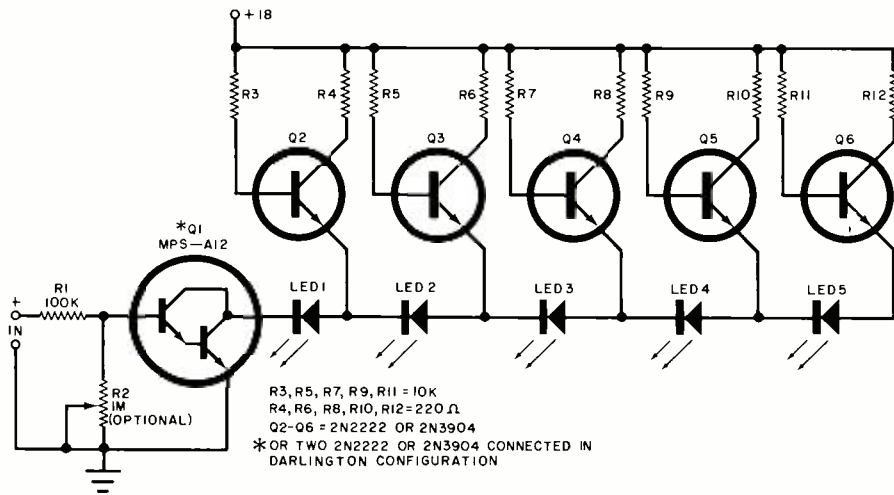 +18
R3
R4
R5
R6
R7
R8
R9
R10
R11
R12
Q2
Q3
Q4
Q5
Q6
*Q1
MPS-A12
R1
100K
+
IN
LED1
LED2
LED3
LED4
LED5
R2
1M
(OPTIONAL)
R3, R5, R7, R9, R11 = 10K
R4, R6, R8, R10, R12 = 220 Ω
Q2-Q6 = 2N2222 OR 2N3904
* OR TWO 2N2222 OR 2N3904 CONNECTED IN
DARLINGTON CONFIGURATION